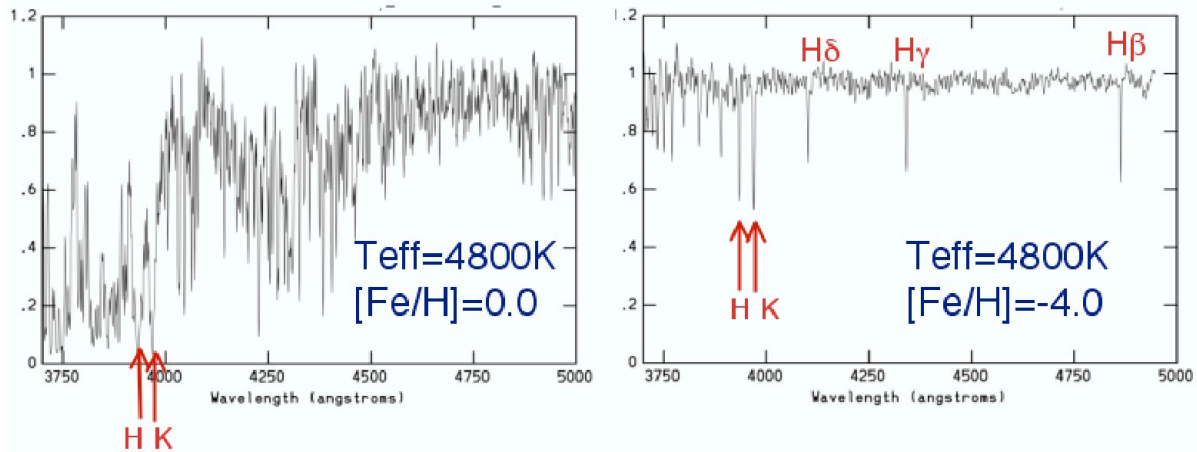 1.2
1
.8
.6
.4
.2
0
Teff=4800K
[Fe/H]=0.0
3750 4000 4250 4500 4750 5000
Wavelength (angstroms)
H K
1.2
1
.8
.6
.4
.2
0
Hδ Hγ Hβ
H K
Teff=4800K
[Fe/H]=-4.0
3750 4000 4250 4500 4750 5000
Wavelength (angstroms)